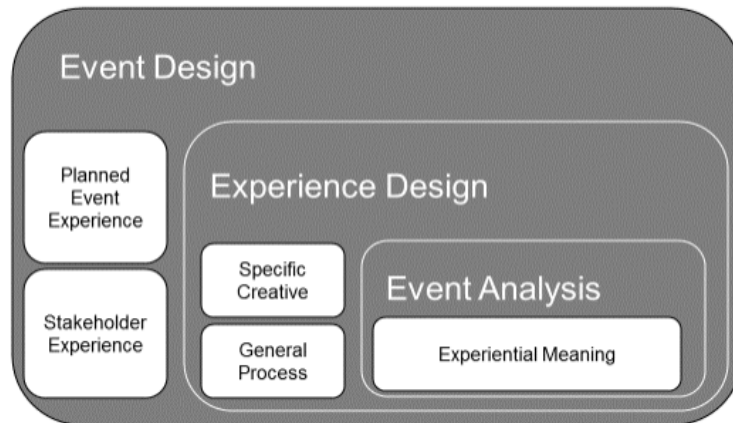 Event Design
Planned
Event
Experience
Stakeholder
Experience
Experience Design
Specific
Creative
General
Process
Event Analysis
Experiential Meaning